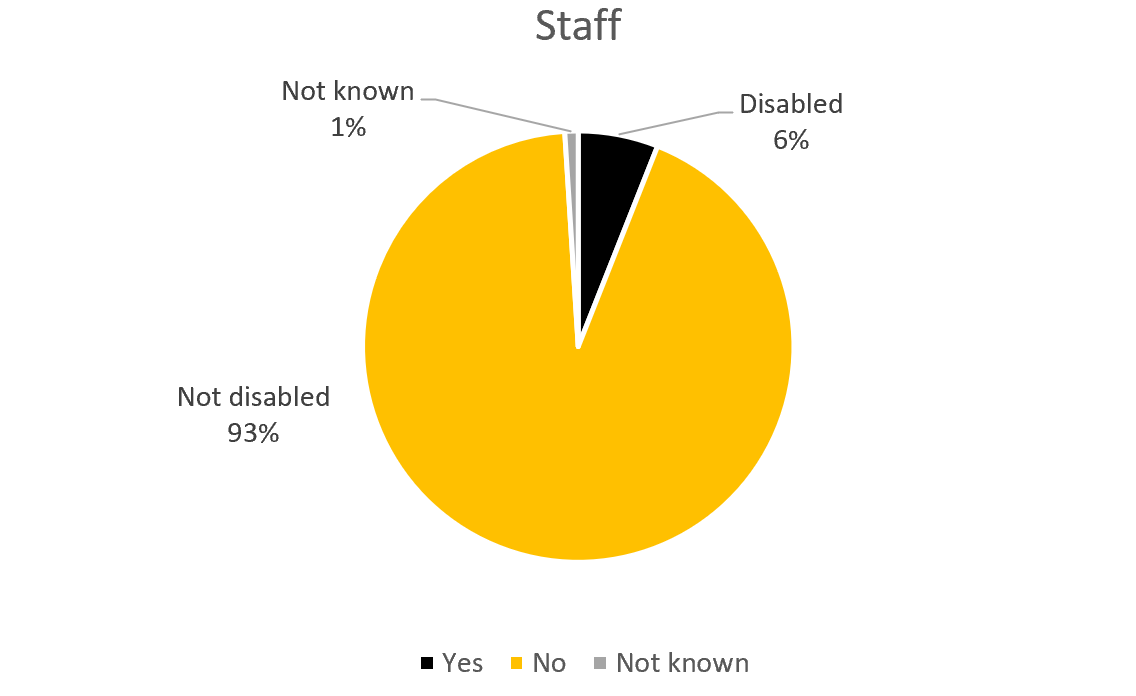 Staff
Not known
1%
Disabled
6%
Not disabled
93%
Yes
No
Not known